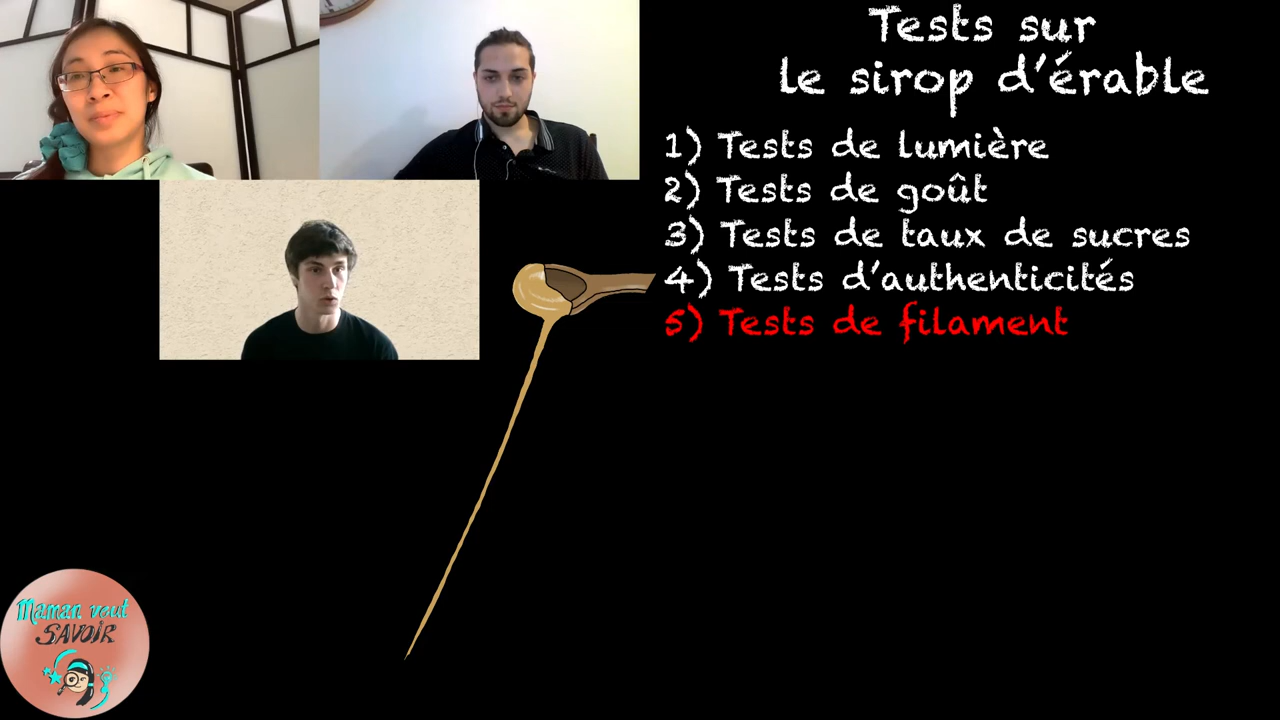 Tests sur
le sirop d'érable
1) Tests de lumière
2) Tests de goût
3) Tests de taux de sucres
4) Tests d'authenticités
5) Tests de filament
Maman veut
SAVOIR